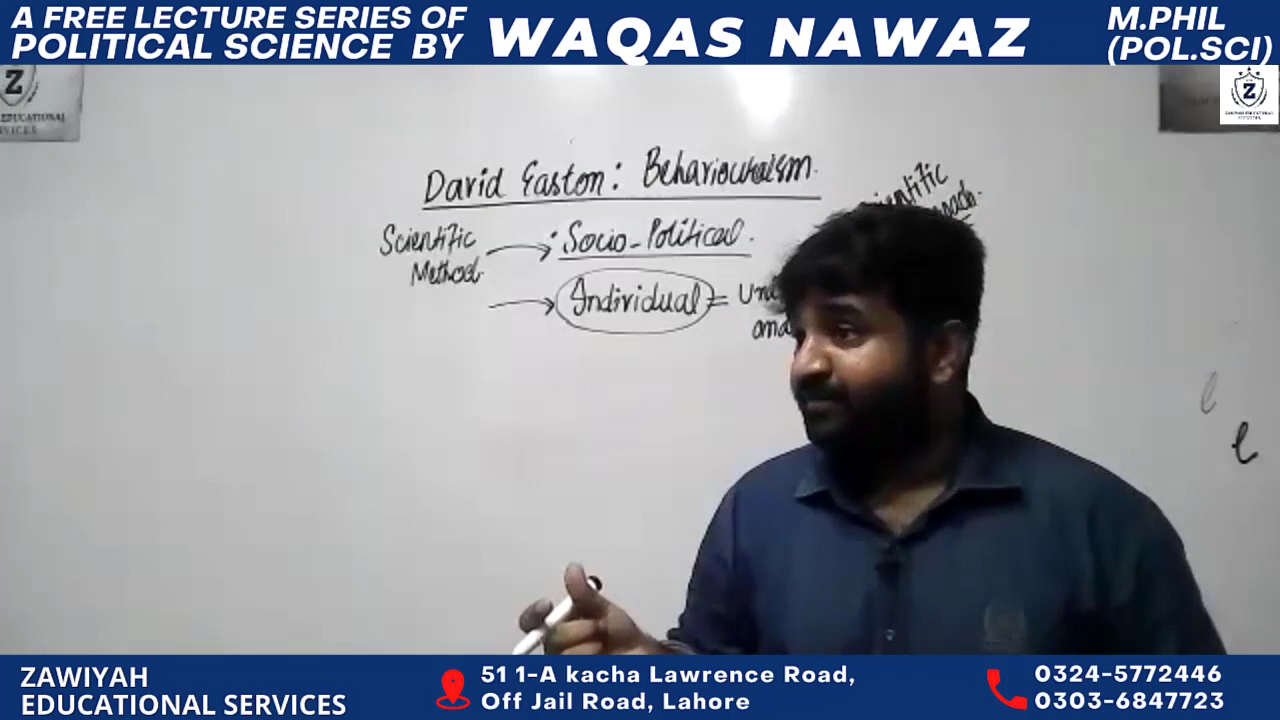 A FREE LECTURE SERIES OF
POLITICAL SCIENCE BY
WAQAS NAWAZ
M.PHIL
(POL.SCI)
Z
EDUCATIONAL
Z
David Easton: Behaviouralism.
Scientific
Method
Socio-Political.
Individual =
ZAWIYAH
EDUCATIONAL SERVICES
51 1-A kacha Lawrence Road,
Off Jail Road, Lahore
0324-5772446
0303-6847723